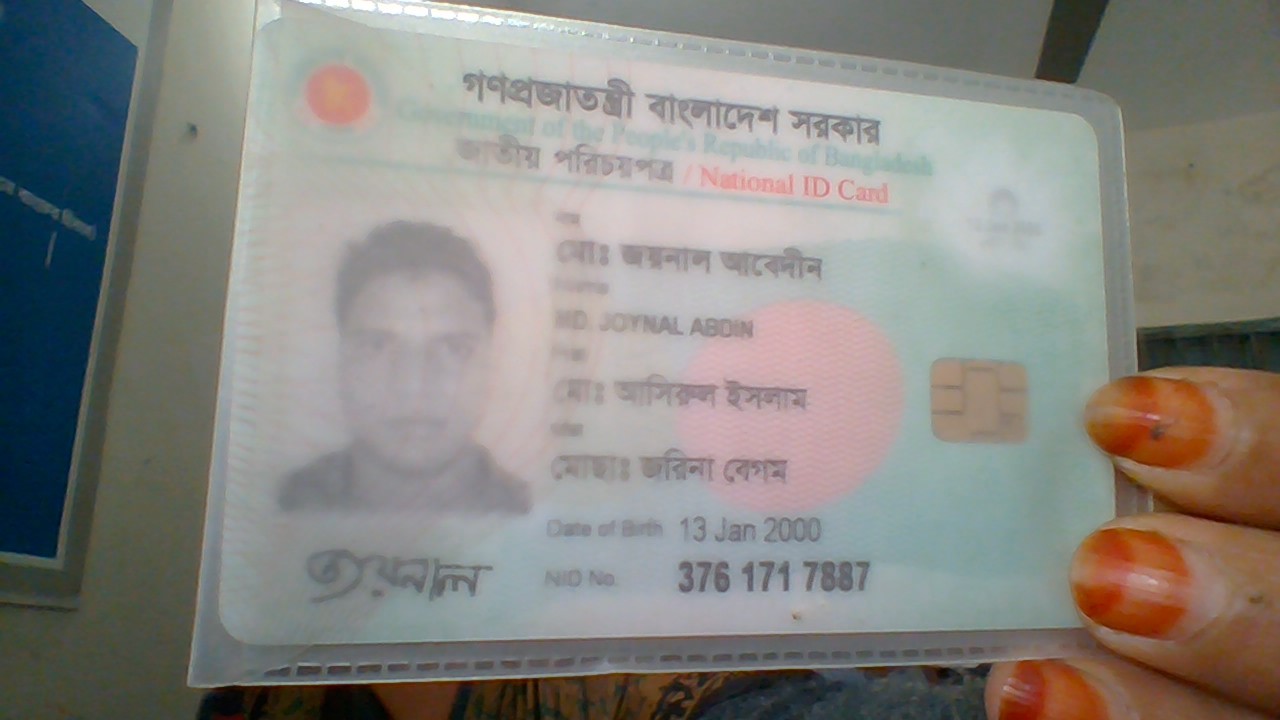 গণপ্রজাতন্ত্রী বাংলাদেশ সরকার
Government of the People's Republic of Bangladesh
জাতীয় পরিচয়পত্র / National ID Card
মোঃ জয়নাল আবেদীন
MD. JOYNAL ABDIN
মোঃ আসিরুল ইসলাম
মোছাঃ জরিনা বেগম
Date of Birth 13 Jan 2000
জয়নাল
NID No. 376 171 7887